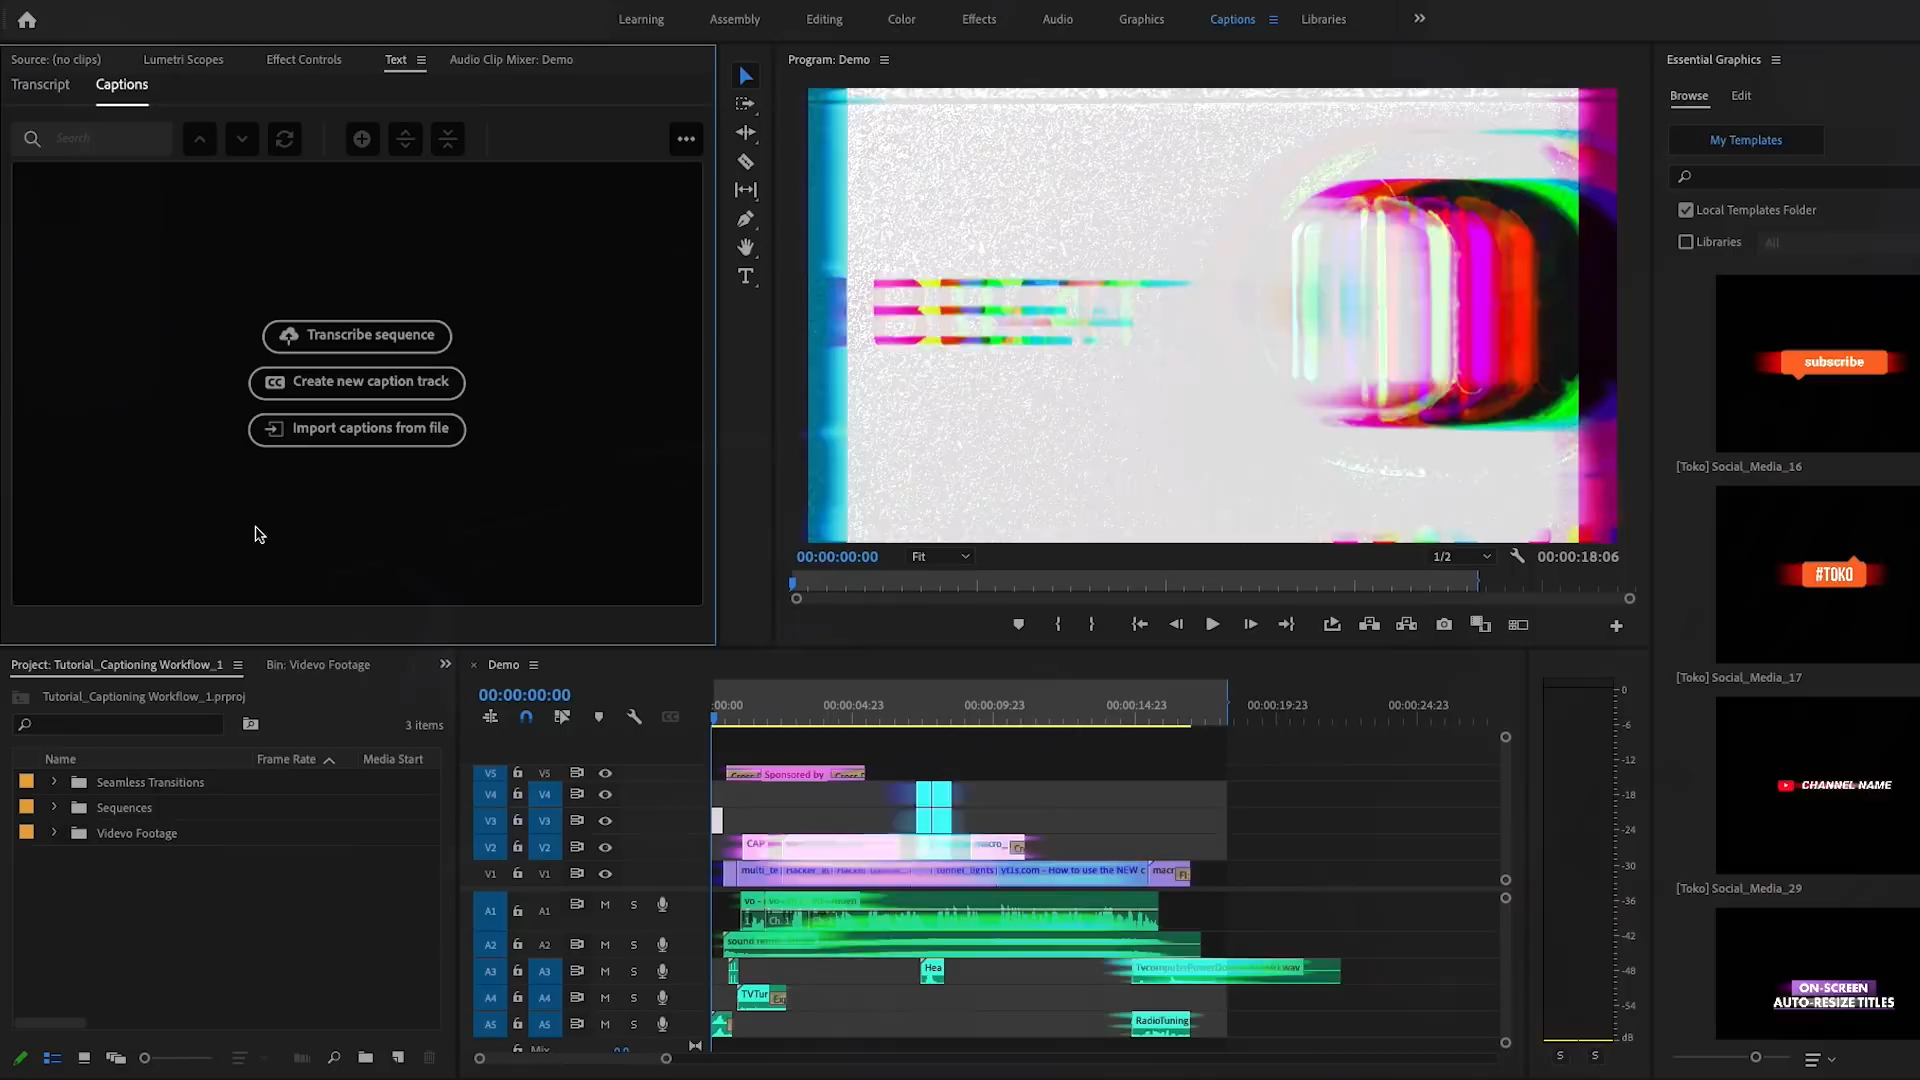 Learning Assembly Editing Color Effects Audio Graphics Captions Libraries
Source: (no clips) Lumetri Scopes Effect Controls Text Audio Clip Mixer: Demo
Transcript Captions
Search
Transcribe sequence
Create new caption track
Import captions from file
Program: Demo
00:00:00:00 Fit 1/2 00:00:18:06
Essential Graphics
Browse Edit
My Templates
Local Templates Folder
Libraries All
subscribe
[Toko] Social_Media_16
#TOKO
[Toko] Social_Media_17
CHANNEL NAME
[Toko] Social_Media_29
ON-SCREEN
AUTO-RESIZE TITLES
Project: Tutorial_Captioning Workflow_1 Bin: Videvo Footage
Tutorial_Captioning Workflow_1.prproj
3 items
Name Frame Rate Media Start
Seamless Transitions
Sequences
Videvo Footage
Demo
00:00:00:00
:00:00 00:00:04:23 00:00:09:23 00:00:14:23 00:00:19:23 00:00:24:23
V5 V5 Sponsored by
V4 V4
V3 V3
V2 V2 CAP
V1 V1 multi_te Hacker_in tunnel_lights yt1s.com - How to use the NEW c macr
A1 A1 M S vo - Ch. 1
A2 A2 M S sound
A3 A3 M S Hea
A4 A4 M S TVTur
A5 A5 M S RadioTuning
Mix 0.0
0
-6
-12
-18
-24
-30
-36
-42
-48
-54
dB
S S